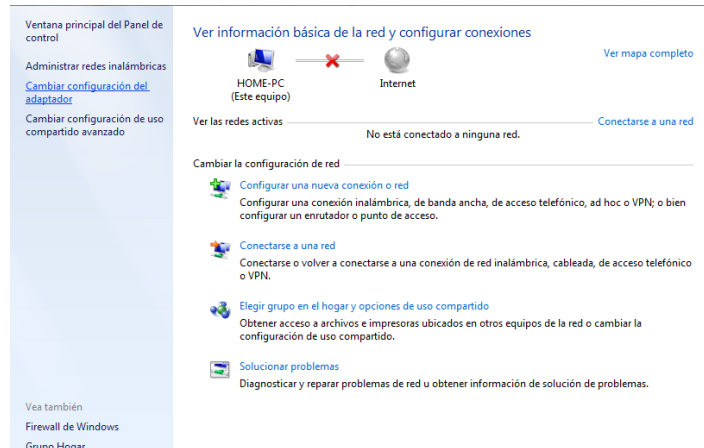 Ventana principal del Panel de
control
Administrar redes inalámbricas
Cambiar configuración del
adaptador
Cambiar configuración de uso
compartido avanzado
Vea también
Firewall de Windows
Grupo Hogar
Ver información básica de la red y configurar conexiones
Ver mapa completo
HOME-PC
(Este equipo)
Internet
Ver las redes activas
Conectarse a una red
No está conectado a ninguna red.
Cambiar la configuración de red
Configurar una nueva conexión o red
Configurar una conexión inalámbrica, de banda ancha, de acceso telefónico, ad hoc o VPN; o bien
configurar un enrutador o punto de acceso.
Conectarse a una red
Conectarse o volver a conectarse a una conexión de red inalámbrica, cableada, de acceso telefónico
o VPN.
Elegir grupo en el hogar y opciones de uso compartido
Obtener acceso a archivos e impresoras ubicados en otros equipos de la red o cambiar la
configuración de uso compartido.
Solucionar problemas
Diagnosticar y reparar problemas de red u obtener información de solución de problemas.